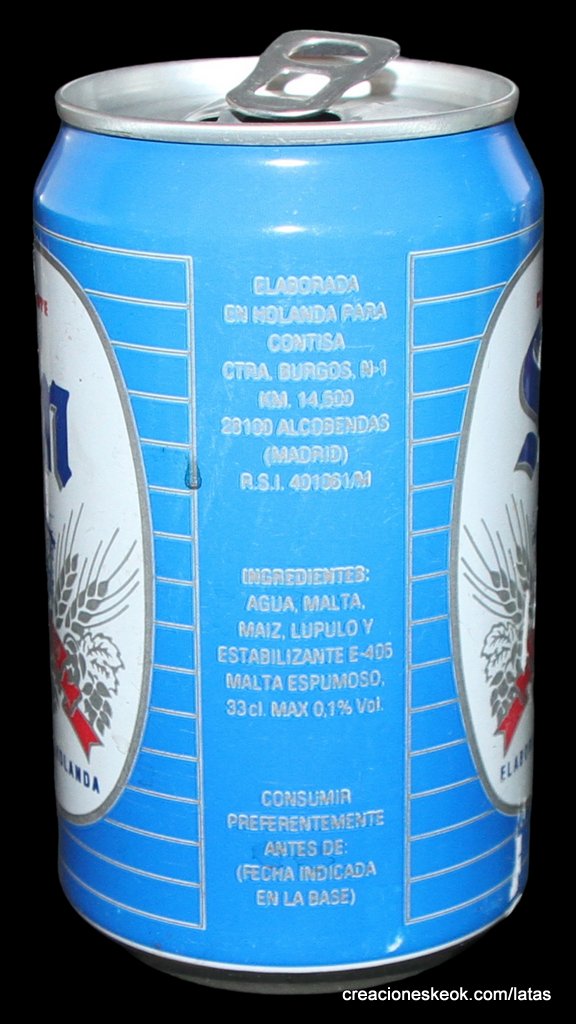 ELABORADA
EN HOLANDA PARA
CONTISA
CTRA. BURGOS, N-1
KM. 14,500
28100 ALCOBENDAS
(MADRID)
R.S.I. 401061/M
INGREDIENTES:
AGUA, MALTA,
MAIZ, LUPULO Y
ESTABILIZANTE E-405
MALTA ESPUMOSO,
33 cl. MAX 0,1% Vol.
CONSUMIR
PREFERENTEMENTE
ANTES DE:
(FECHA INDICADA
EN LA BASE)
HOLANDA
creacioneskeok.com/latas